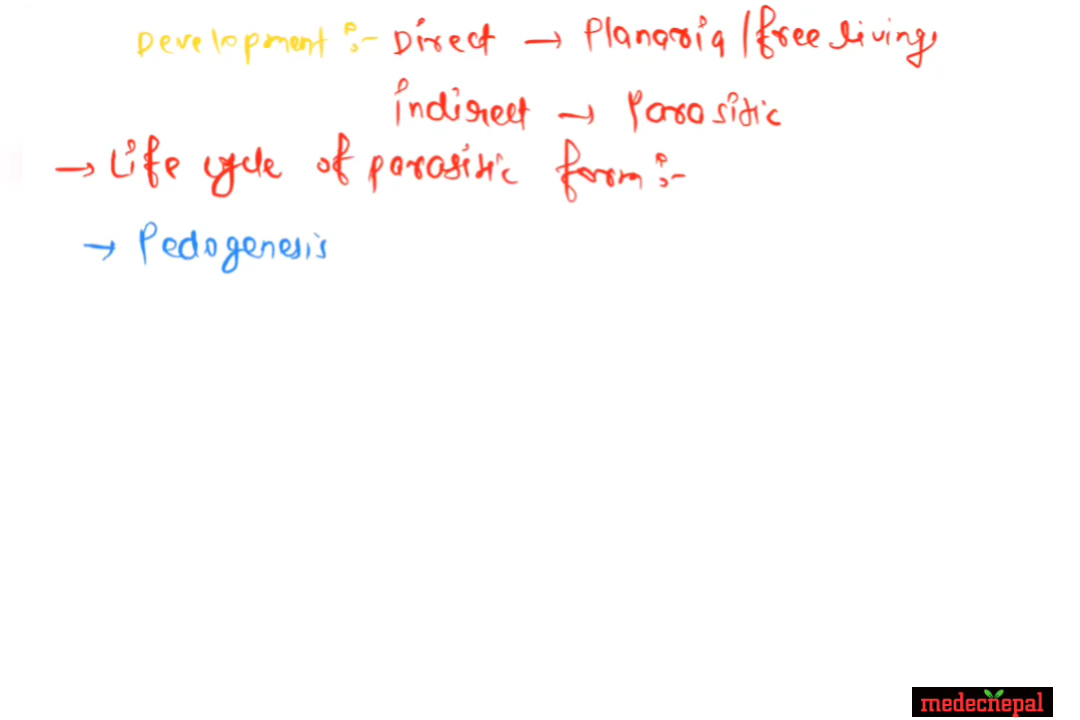 Development :- Direct → Planaria / free living
indirect → Parasitic
→ Life cycle of parasitic form :-
→ Pedogenesis
medecnepal